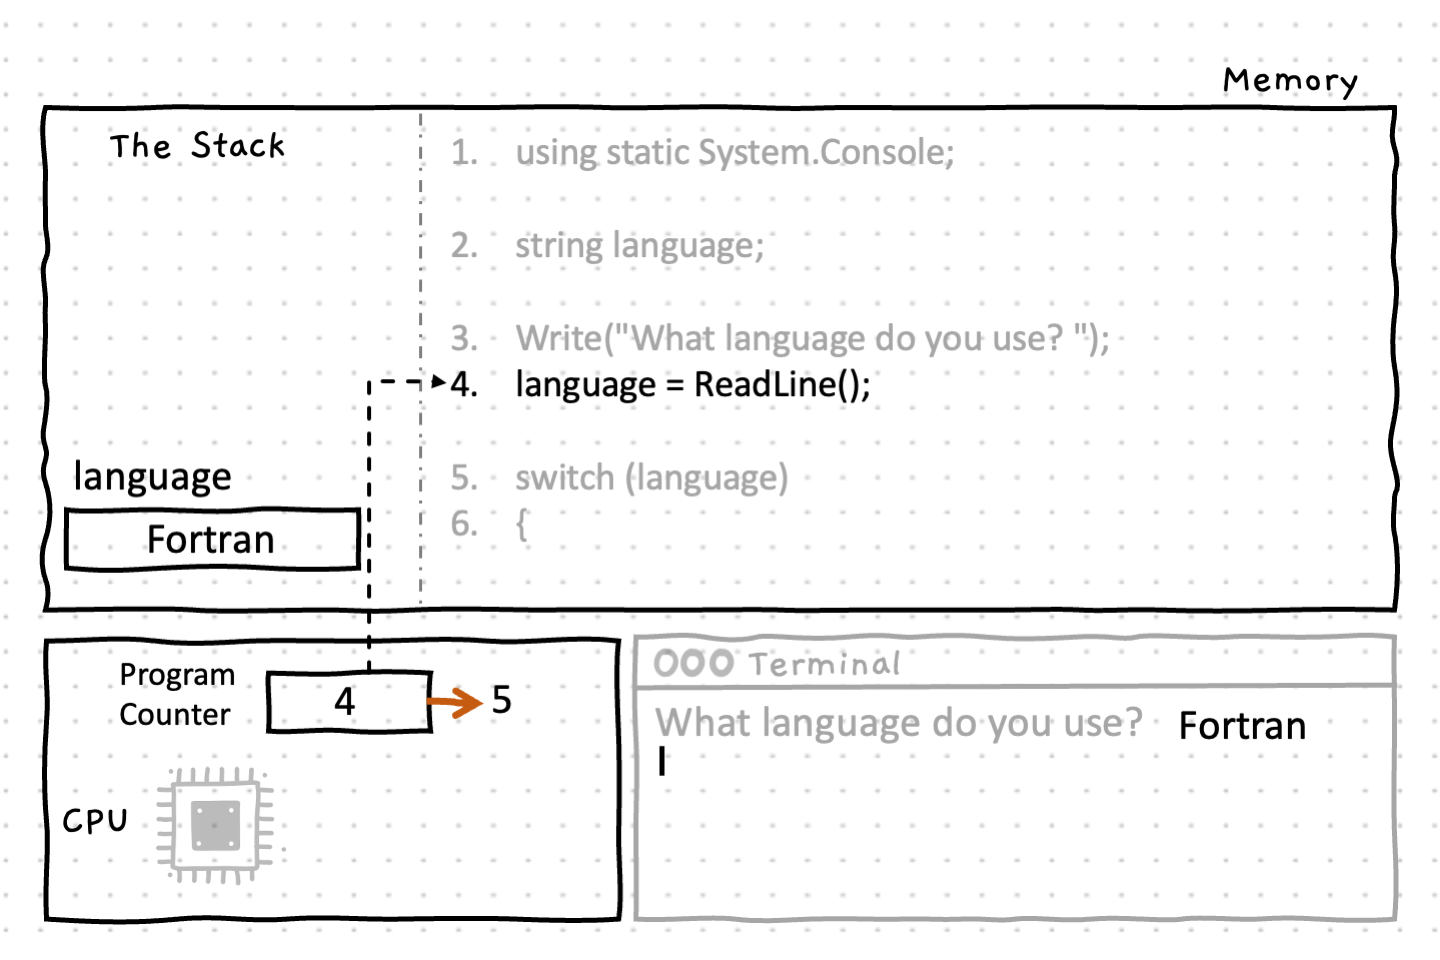 Memory
The Stack
1. using static System.Console;
2. string language;
3. Write("What language do you use? ");
4. language = ReadLine();
5. switch (language)
6. {
language
Fortran
Program
Counter
4
5
CPU
Terminal
What language do you use? Fortran